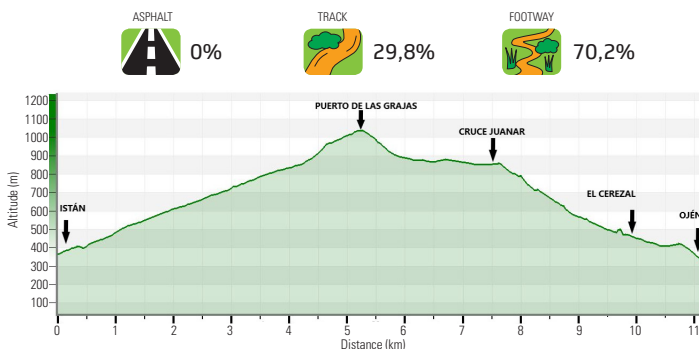 ASPHALT TRACK FOOTWAY
0% 29,8% 70,2%
PUERTO DE LAS GRAJAS
CRUCE JUANAR
EL CEREZAL
ISTÁN
OJÉN
Altitude (m)
1200
1100
1000
900
800
700
600
500
400
300
200
100
0 1 2 3 4 5 6 7 8 9 10 11
Distance (km)